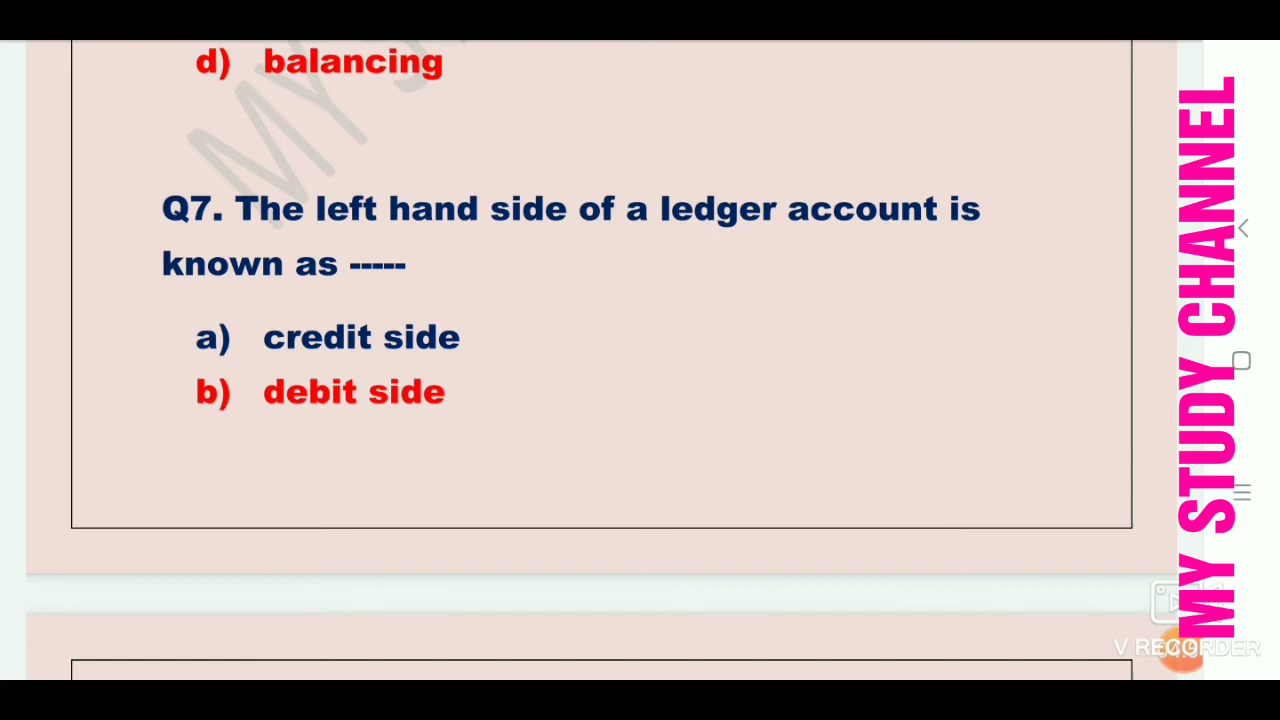 d) balancing
MY S
Q7. The left hand side of a ledger account is
known as -----
a) credit side
b) debit side
MY STUDY CHANNEL
V RECORDER